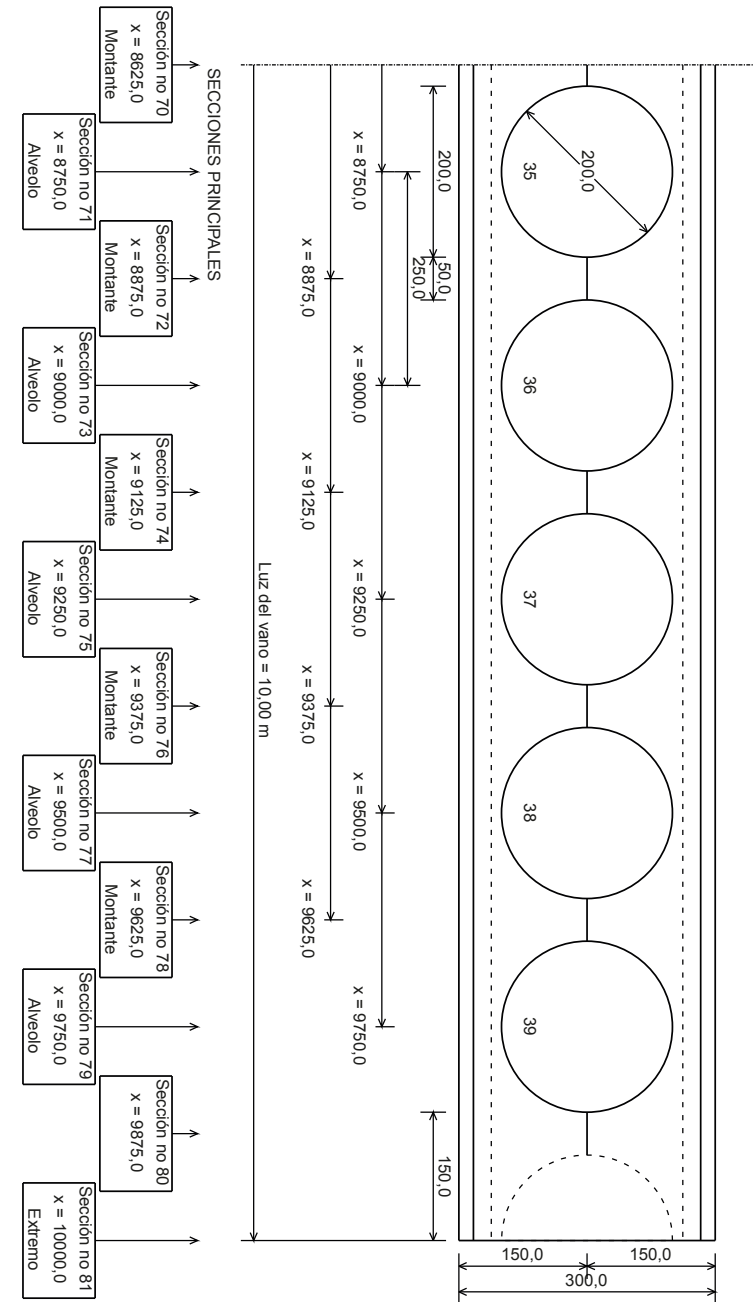 200,0
35
36
37
38
39
200,0
50,0
250,0
150,0
150,0
150,0
300,0
x = 8750,0
x = 9000,0
x = 9250,0
x = 9500,0
x = 9750,0
x = 8875,0
x = 9125,0
x = 9375,0
x = 9625,0
Luz del vano = 10,00 m
SECCIONES PRINCIPALES
Sección no 70
x = 8625,0
Montante
Sección no 71
x = 8750,0
Alveolo
Sección no 72
x = 8875,0
Montante
Sección no 73
x = 9000,0
Alveolo
Sección no 74
x = 9125,0
Montante
Sección no 75
x = 9250,0
Alveolo
Sección no 76
x = 9375,0
Montante
Sección no 77
x = 9500,0
Alveolo
Sección no 78
x = 9625,0
Montante
Sección no 79
x = 9750,0
Alveolo
Sección no 80
x = 9875,0
Sección no 81
x = 10000,0
Extremo